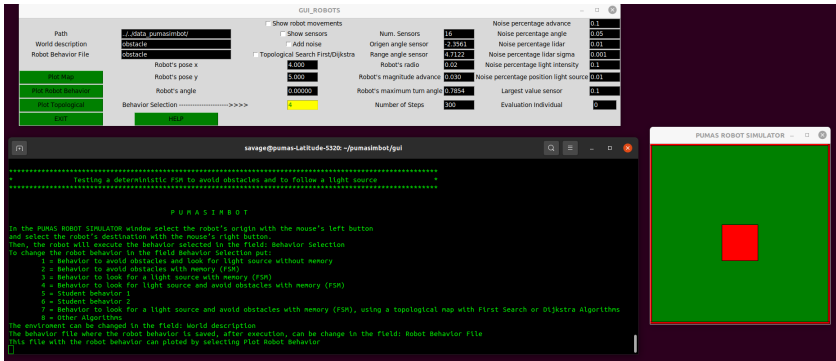 GUI_ROBOTS
Show robot movements Noise percentage advance 0.1
Path ../../data_pumasimbot/ Show sensors Num. Sensors 16 Noise percentage angle 0.05
World description obstacle Add noise Origen angle sensor -2.3561 Noise percentage lidar 0.01
Robot Behavior File obstacle Topological Search First/Dijkstra Range angle sensor 4.7122 Noise percentage lidar sigma 0.001
Robot's pose x 4.000 Robot's radio 0.02 Noise percentage light intensity 0.1
Plot Map Robot's pose y 5.000 Robot's magnitude advance 0.030 Noise percentage position light source 0.01
Plot Robot Behavior Robot's angle 0.00000 Robot's maximum turn angle 0.7854 Largest value sensor 0.1
Plot Topological Behavior Selection -------------------->>>> 4 Number of Steps 300 Evaluation Individual 0
EXIT HELP
savage@pumas-Latitude-5320: ~/pumasimbot/gui
PUMAS ROBOT SIMULATOR
* Testing a deterministic FSM to avoid obstacles and to follow a light source *
P U M A S I M B O T
In the PUMAS ROBOT SIMULATOR window select the robot's origin with the mouse's left button
and select the robot's destination with the mouse's right button.
Then, the robot will execute the behavior selected in the field: Behavior Selection
To change the robot behavior in the field Behavior Selection put:
1 = Behavior to avoid obstacles and look for light source without memory
2 = Behavior to avoid obstacles with memory (FSM)
3 = Behavior to look for a light source with memory (FSM)
4 = Behavior to look for light source and avoid obstacles with memory (FSM)
5 = Student behavior 1
6 = Student behavior 2
7 = Behavior to look for a light source and avoid obstacles with memory (FSM), using a topological map with First Search or Dijkstra Algorithms
8 = Other Algorithms
The enviroment can be changed in the field: World description
The behavior file where the robot behavior is saved, after execution, can be change in the field: Robot Behavior File
This file with the robot behavior can ploted by selecting Plot Robot Behavior